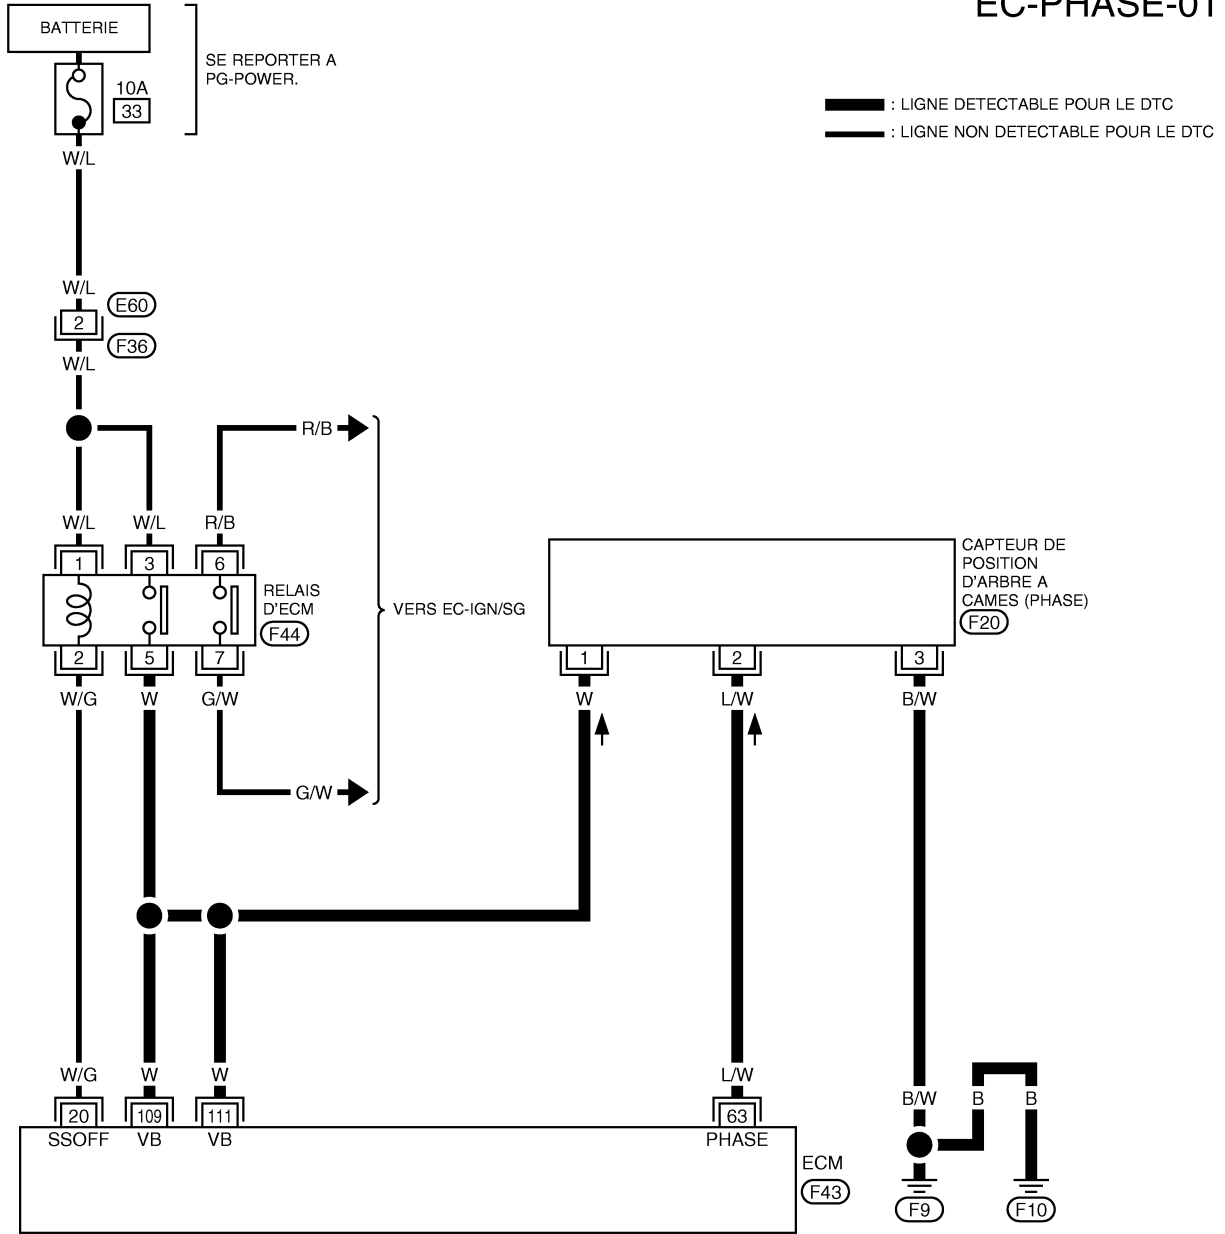 EC-PHASE-01
BATTERIE
SE REPORTER A
PG-POWER.
10A
33
: LIGNE DETECTABLE POUR LE DTC
: LIGNE NON DETECTABLE POUR LE DTC
W/L
W/L
E60
2
F36
W/L
R/B
W/L W/L R/B
1 3 6
RELAIS
D'ECM
F44
VERS EC-IGN/SG
CAPTEUR DE
POSITION
D'ARBRE A
CAMES (PHASE)
F20
2 5 7
1 2 3
W/G W G/W
W L/W B/W
G/W
W/G W W L/W
B/W B B
20 109 111 63
SSOFF VB VB PHASE
ECM
F43
F9 F10